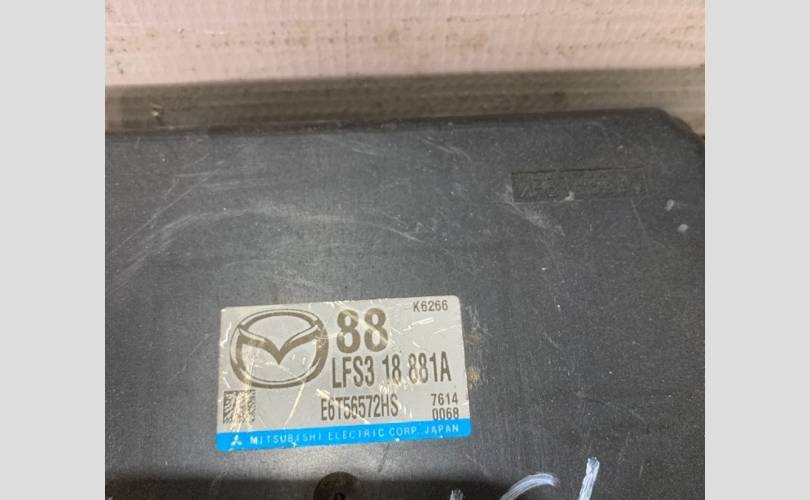 K6266
88
LFS3 18 881A
E6T56572HS
7614
0068
MITSUBISHI ELECTRIC CORP. JAPAN